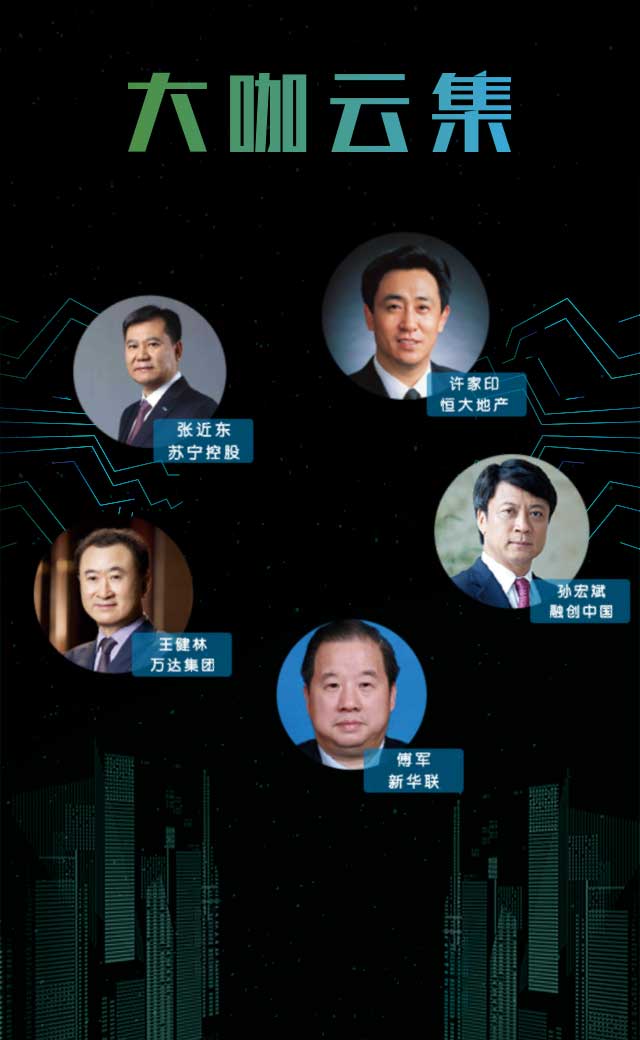 大咖云集
许家印
恒大地产
张近东
苏宁控股
孙宏斌
融创中国
王健林
万达集团
傅军
新华联